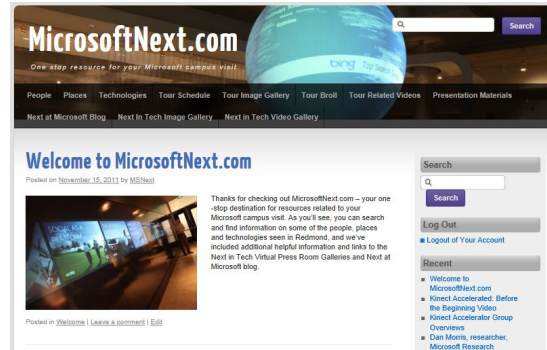 MicrosoftNext.com
One stop resource for your Microsoft campus visit
Search
bing
People Places Technologies Tour Schedule Tour Image Gallery Tour Broll Tour Related Videos Presentation Materials
Next at Microsoft Blog Next In Tech Image Gallery Next in Tech Video Gallery
Welcome to MicrosoftNext.com
Posted on November 15, 2011 by MSNext
Thanks for checking out MicrosoftNext.com – your one
-stop destination for resources related to your
Microsoft campus visit. As you'll see, you can search
and find information on some of the people, places
and technologies seen in Redmond, and we've
included additional helpful information and links to the
Next in Tech Virtual Press Room Galleries and Next at
Microsoft blog.
Posted in Welcome | Leave a comment | Edit
Search
Search
Log Out
Logout of Your Account
Recent
Welcome to
MicrosoftNext.com
Kinect Accelerated: Before
the Beginning Video
Kinect Accelerator Group
Overviews
Dan Morris, researcher,
Microsoft Research